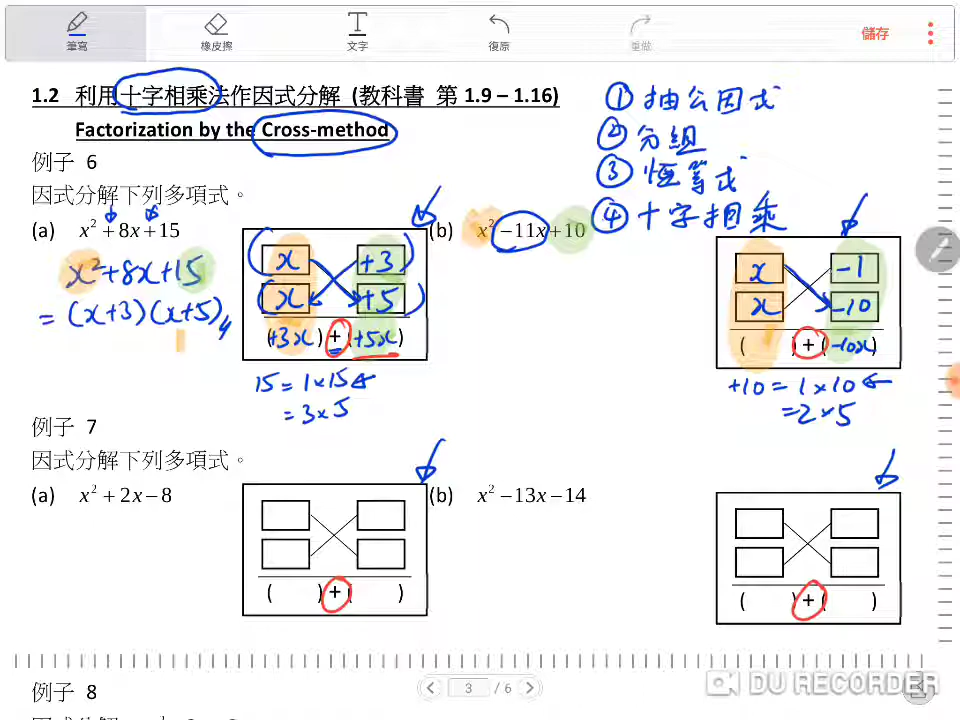 筆寫 橡皮擦 文字 復原 重做 儲存
1.2 利用十字相乘法作因式分解 (教科書 第 1.9 – 1.16)
Factorization by the Cross-method
① 抽公因式
② 分組
③ 恆等式
④ 十字相乘
例子 6
因式分解下列多項式。
(a) x² + 8x + 15
x²+8x+15
= (x+3)(x+5)
( x +3 )
( x +5 )
(+3x) + (+5x)
15 = 1 × 15
= 3 × 5
(b) x² – 11x + 10
x –1
x –10
( ) + ( –10x )
+10 = 1 × 10
= 2 × 5
例子 7
因式分解下列多項式。
(a) x² + 2x – 8
( ) + ( )
(b) x² – 13x – 14
( ) + ( )
例子 8
3 / 6
DU RECORDER